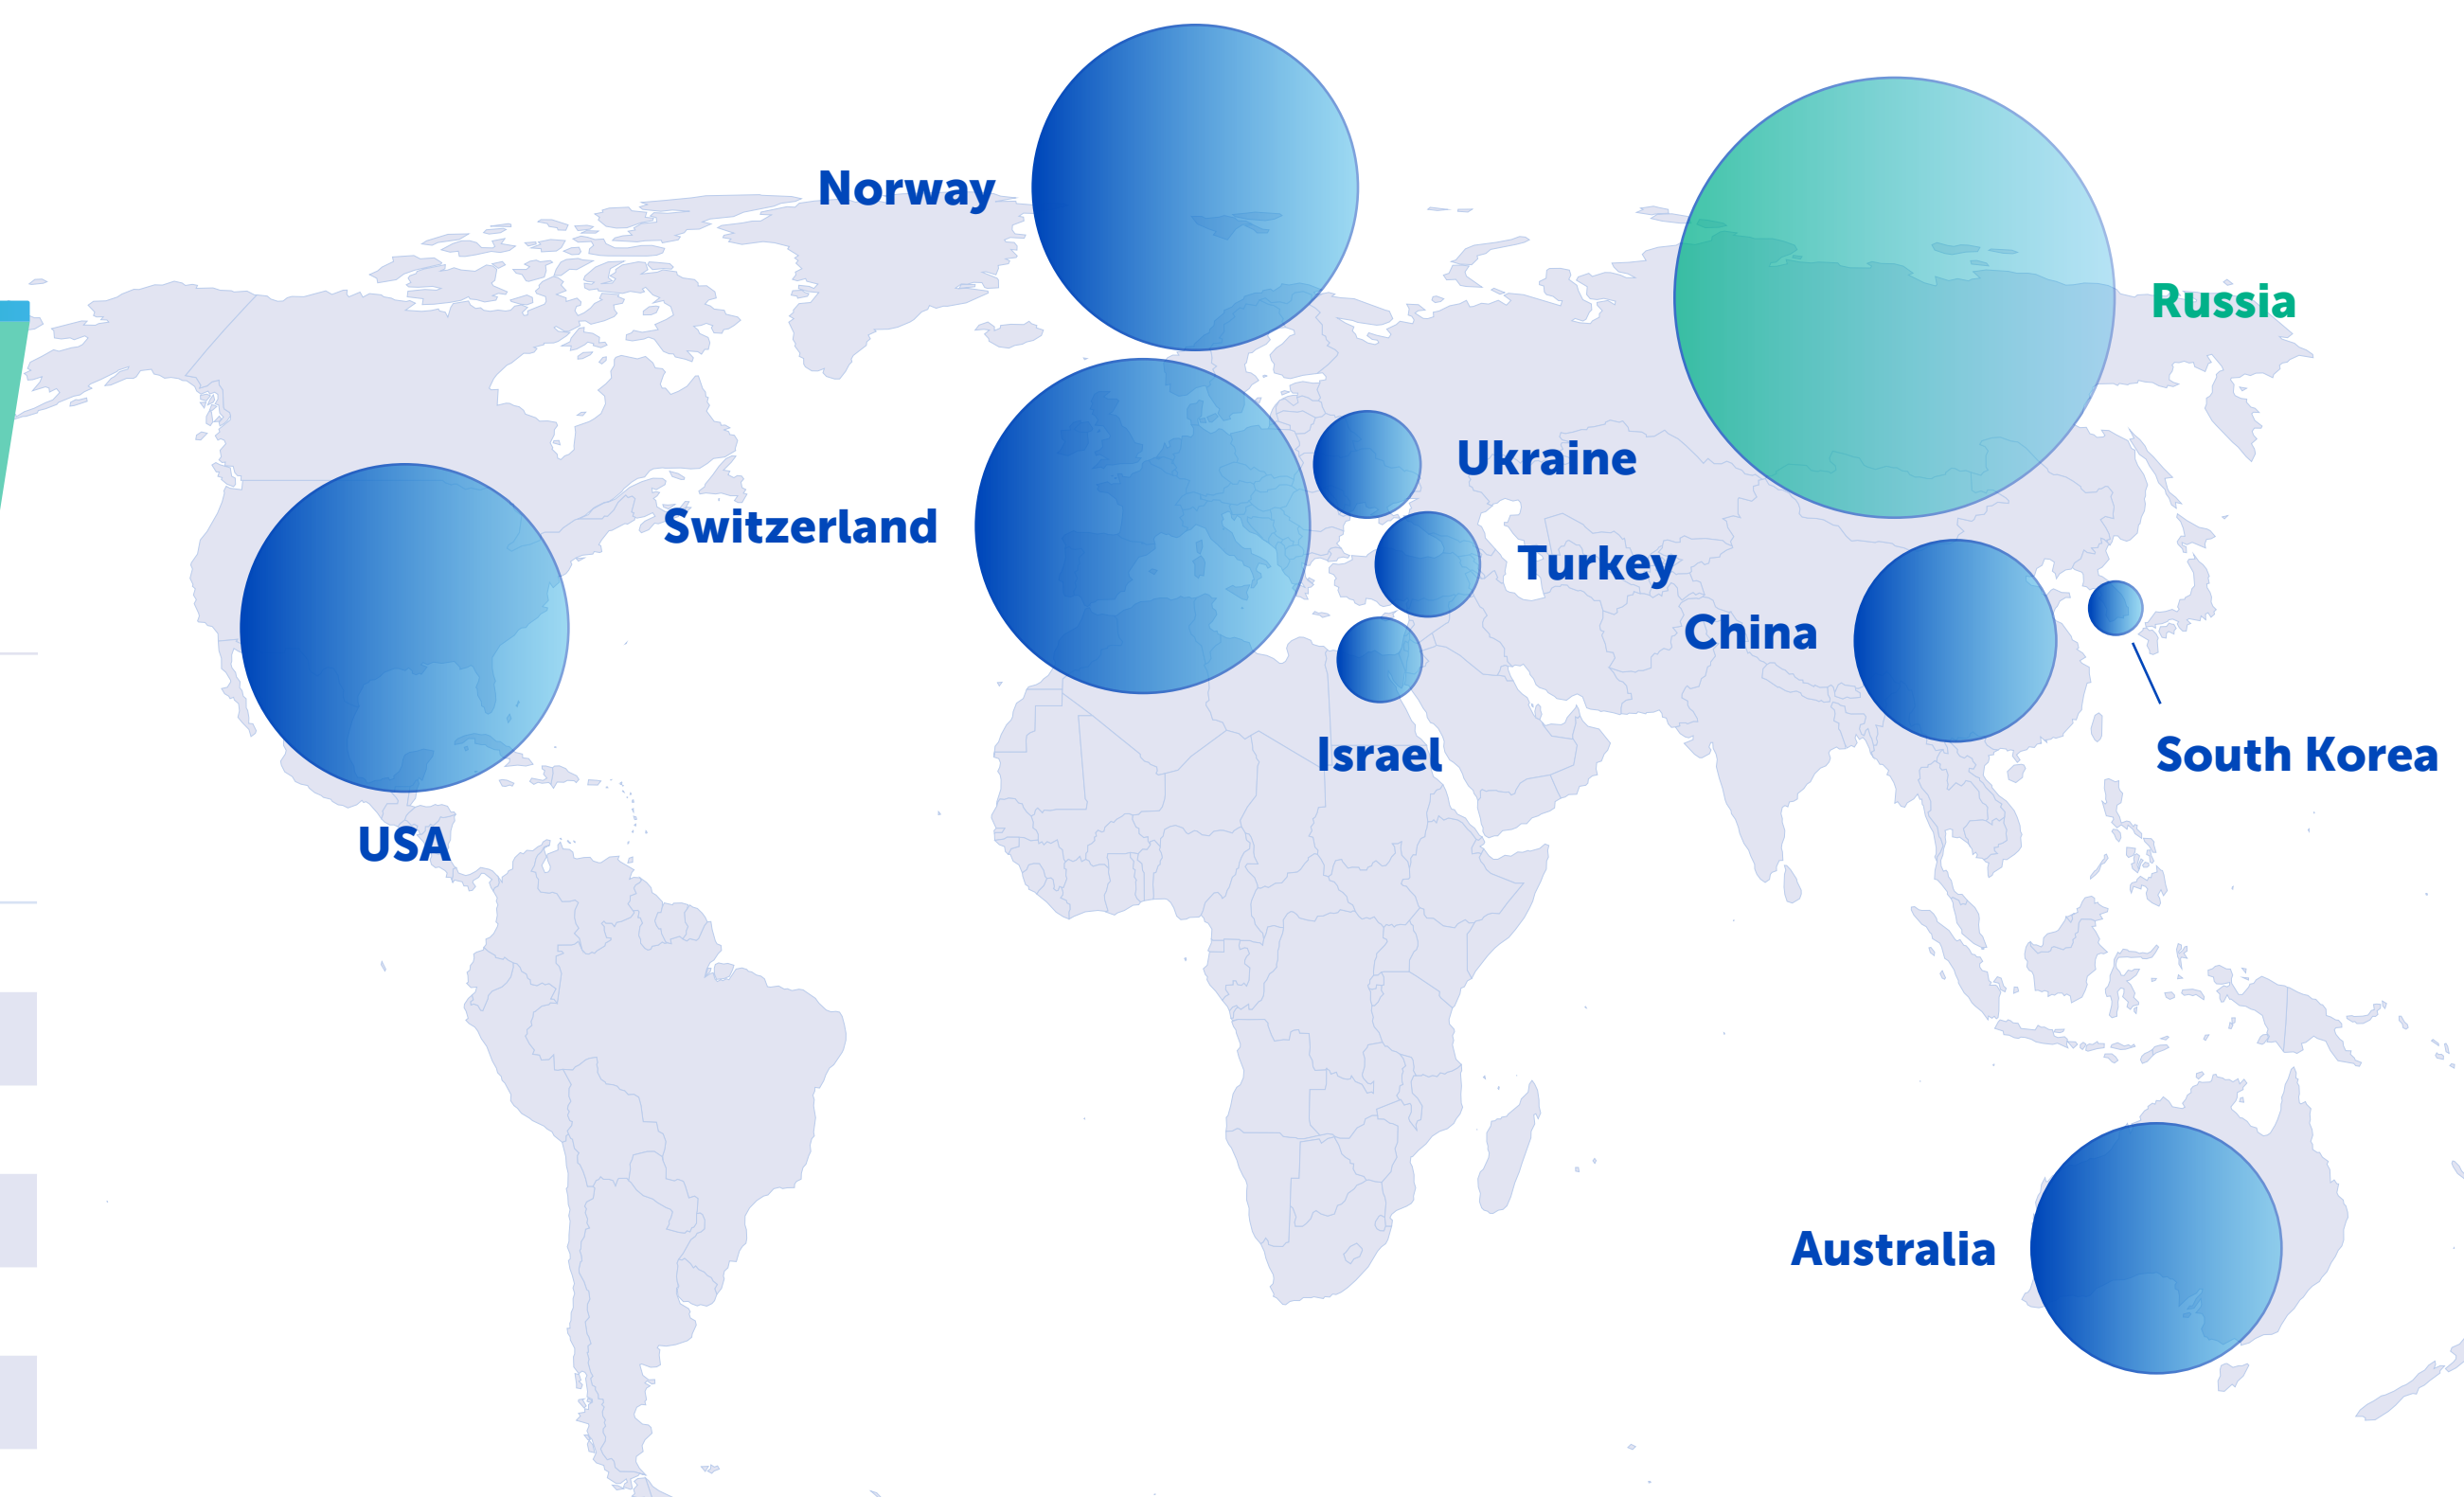 Norway
Russia
Ukraine
Switzerland
Turkey
China
Israel
South Korea
USA
Australia